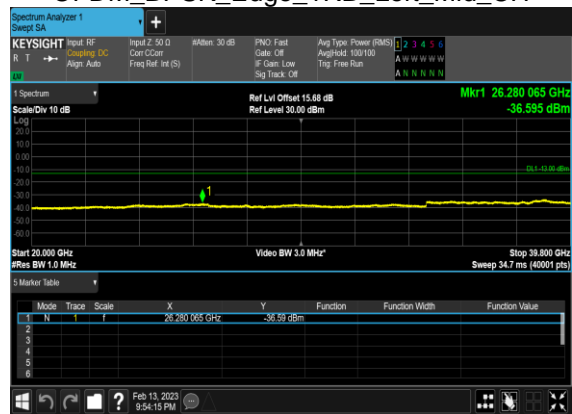 Spectrum Analyzer 1
Swept SA
KEYSIGHT Input: RF Input Z: 50 Ω #Atten: 30 dB PNO: Fast Avg Type: Power (RMS) 1 2 3 4 5 6
R T Coupling: DC Corr CCorr Gate: Off Avg|Hold: 100/100 A W W W W W
Align: Auto Freq Ref: Int (S) IF Gain: Low Trig: Free Run
LW Sig Track: Off A N N N N N
1 Spectrum Ref Lvl Offset 15.68 dB Mkr1 26.280 065 GHz
Scale/Div 10 dB Ref Level 30.00 dBm -36.595 dBm
Log
20.0
10.0
0.00
-10.0 DL1 -13.00 dBm
-20.0
-30.0 1
-40.0
-50.0
-60.0
Start 20.000 GHz Video BW 3.0 MHz* Stop 39.800 GHz
#Res BW 1.0 MHz Sweep 34.7 ms (40001 pts)
5 Marker Table
Mode Trace Scale X Y Function Function Width Function Value
1 N 1 f 26.280 065 GHz -36.59 dBm
2
3
4
5
6
? Feb 13, 2023
9:54:15 PM